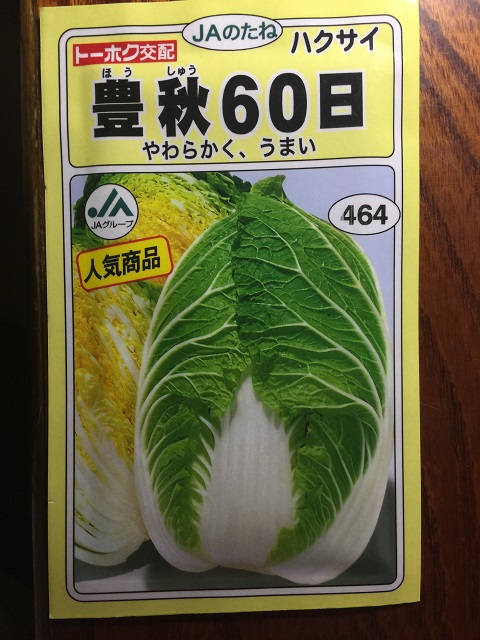 JAのたね
トーホク交配
ハクサイ
ほう しゅう
豊秋60日
やわらかく、うまい
JA
JAグループ
464
人気商品